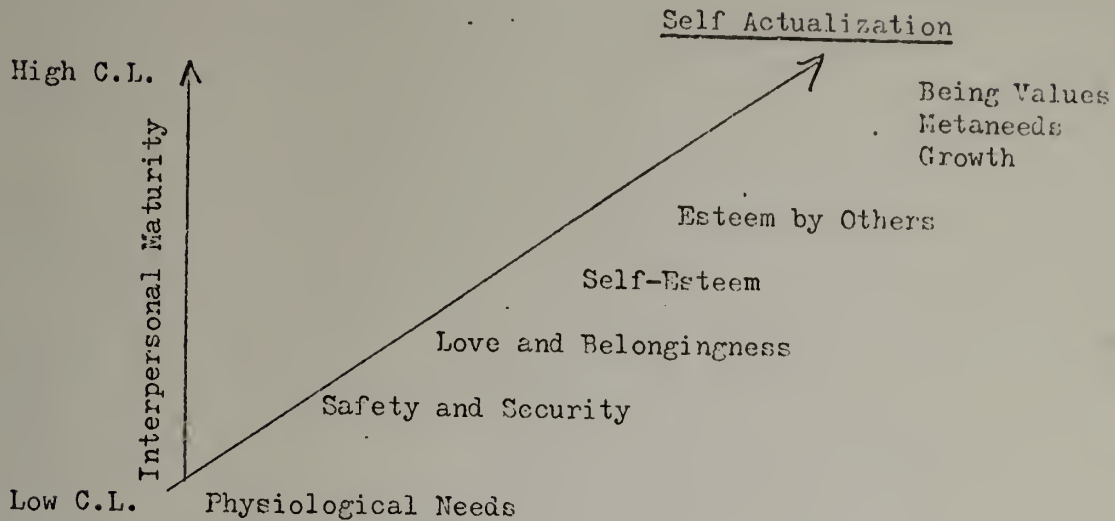 Self Actualization
High C.L.
Being Values
Metaneeds
Growth
Interpersonal Maturity
Esteem by Others
Self-Esteem
Love and Belongingness
Safety and Security
Low C.L.
Physiological Needs